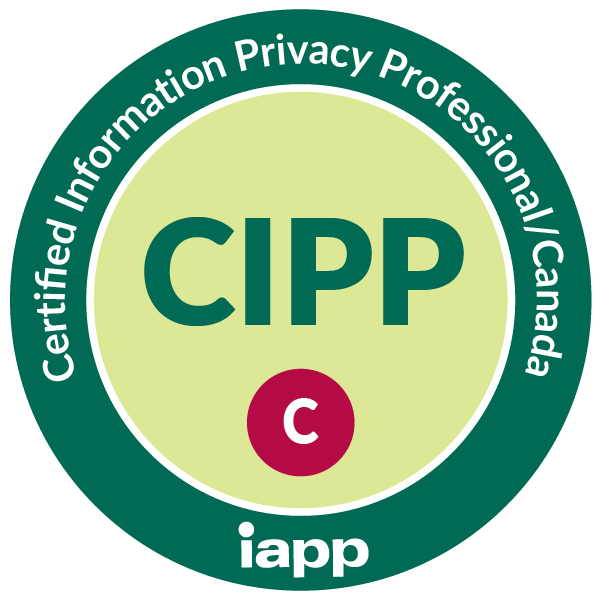 Certified Information Privacy Professional/Canada
CIPP
C
iapp